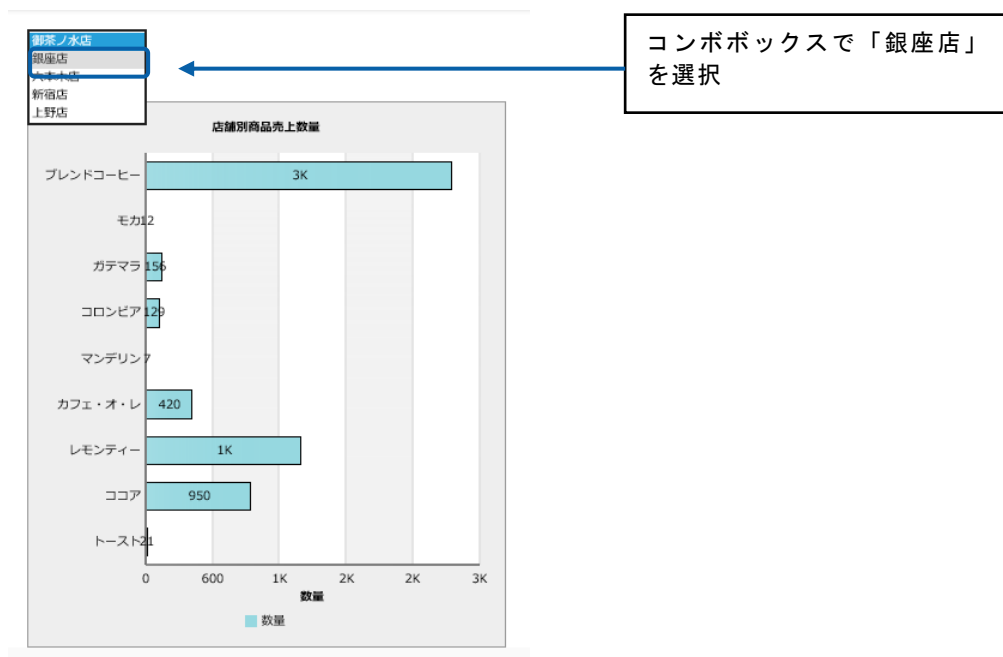 御茶ノ水店
銀座店
六本木店
新宿店
上野店
コンボボックスで「銀座店」
を選択
店舗別商品売上数量
ブレンドコーヒー 3K
モカ 12
ガテマラ 156
コロンビア 129
マンデリン 7
カフェ・オ・レ 420
レモンティー 1K
ココア 950
トースト 21
0 600 1K 2K 2K 3K
数量
数量